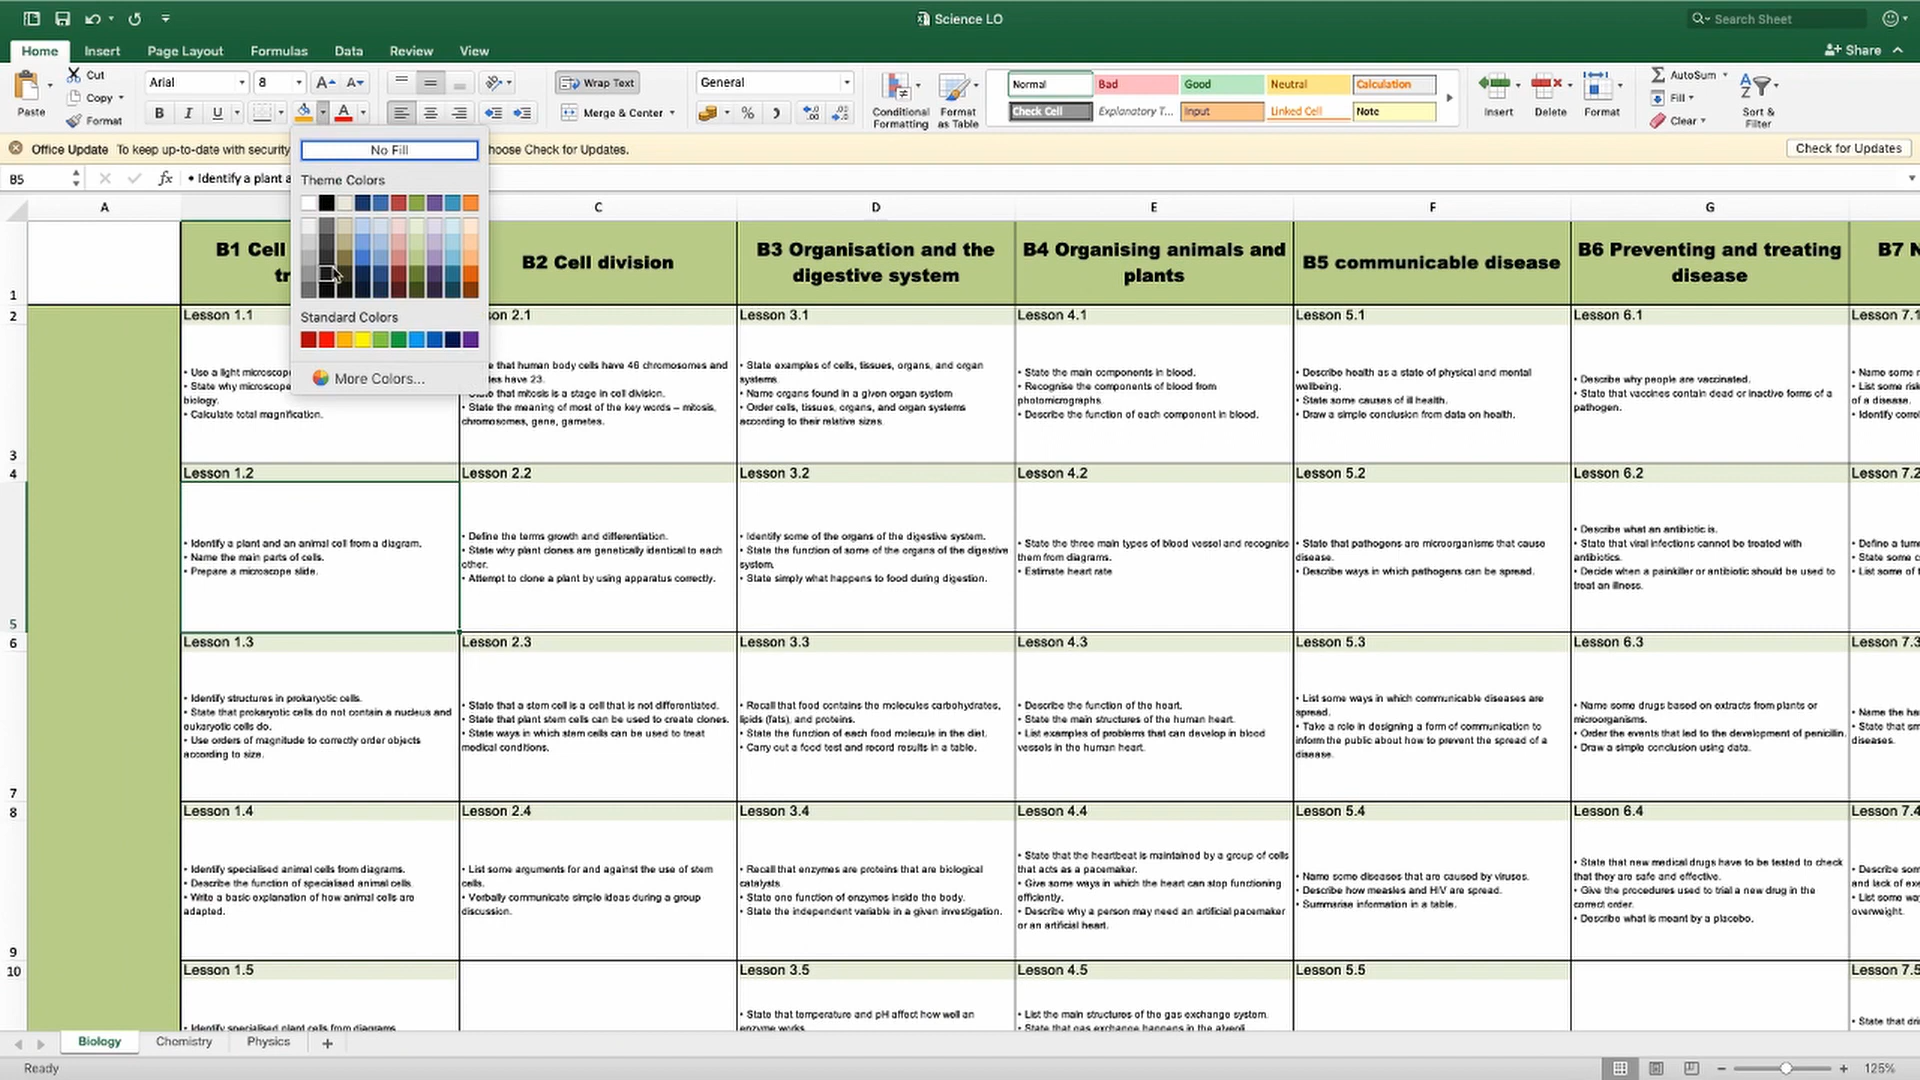 Science LO
Search Sheet
Home Insert Page Layout Formulas Data Review View
Share
Paste
Cut
Copy
Format
Arial 8
B I U
Wrap Text
Merge & Center
General
Conditional Formatting
Format as Table
Normal Bad Good Neutral Calculation
Check Cell Explanatory T... Input Linked Cell Note
Insert Delete Format
AutoSum
Fill
Clear
Sort & Filter
Office Update To keep up-to-date with security
hoose Check for Updates.
Check for Updates
B5
fx • Identify a plant
No Fill
Theme Colors
Standard Colors
More Colors...
A C D E F G
1
B1 Cell
B2 Cell division
B3 Organisation and the
digestive system
B4 Organising animals and
plants
B5 communicable disease
B6 Preventing and treating
disease
B7
2
Lesson 1.1
on 2.1
Lesson 3.1
Lesson 4.1
Lesson 5.1
Lesson 6.1
Lesson 7.1
3
• Use a light microscope
• State why microscope
biology.
• Calculate total magnification.
that human body cells have 46 chromosomes and
have 23.
that mitosis is a stage in cell division.
• State the meaning of most of the key words – mitosis,
chromosomes, gene, gametes.
• State examples of cells, tissues, organs, and organ
systems.
• Name organs found in a given organ system
• Order cells, tissues, organs, and organ systems
according to their relative sizes.
• State the main components in blood.
• Recognise the components of blood from
photomicrographs.
• Describe the function of each component in blood.
• Describe health as a state of physical and mental
wellbeing.
• State some causes of ill health.
• Draw a simple conclusion from data on health.
• Describe why people are vaccinated.
• State that vaccines contain dead or inactive forms of a
pathogen.
• Name some
• List some
of a disease.
• Identify
4
Lesson 1.2
Lesson 2.2
Lesson 3.2
Lesson 4.2
Lesson 5.2
Lesson 6.2
Lesson 7.2
5
• Identify a plant and an animal cell from a diagram.
• Name the main parts of cells.
• Prepare a microscope slide.
• Define the terms growth and differentiation.
• State why plant clones are genetically identical to each
other.
• Attempt to clone a plant by using apparatus correctly.
• Identify some of the organs of the digestive system.
• State the function of some of the organs of the digestive
system.
• State simply what happens to food during digestion.
• State the three main types of blood vessel and recognise
them from diagrams.
• Estimate heart rate
• State that pathogens are microorganisms that cause
disease.
• Describe ways in which pathogens can be spread.
• Describe what an antibiotic is.
• State that viral infections cannot be treated with
antibiotics.
• Decide when a painkiller or antibiotic should be used to
treat an illness.
• Define a
• State some
• List some of
6
Lesson 1.3
Lesson 2.3
Lesson 3.3
Lesson 4.3
Lesson 5.3
Lesson 6.3
Lesson 7.3
7
• Identify structures in prokaryotic cells.
• State that prokaryotic cells do not contain a nucleus and
eukaryotic cells do.
• Use orders of magnitude to correctly order objects
according to size.
• State that a stem cell is a cell that is not differentiated.
• State that plant stem cells can be used to create clones.
• State ways in which stem cells can be used to treat
medical conditions.
• Recall that food contains the molecules carbohydrates,
lipids (fats), and proteins.
• State the function of each food molecule in the diet.
• Carry out a food test and record results in a table.
• Describe the function of the heart.
• State the main structures of the human heart.
• List examples of problems that can develop in blood
vessels in the human heart.
• List some ways in which communicable diseases are
spread.
• Take a role in designing a form of communication to
inform the public about how to prevent the spread of a
disease.
• Name some drugs based on extracts from plants or
microorganisms.
• Order the events that led to the development of penicillin.
• Draw a simple conclusion using data.
• Name the
• State that
diseases.
8
Lesson 1.4
Lesson 2.4
Lesson 3.4
Lesson 4.4
Lesson 5.4
Lesson 6.4
Lesson 7.4
9
• Identify specialised animal cells from diagrams.
• Describe the function of specialised animal cells.
• Write a basic explanation of how animal cells are
adapted.
• List some arguments for and against the use of stem
cells.
• Verbally communicate simple ideas during a group
discussion.
• Recall that enzymes are proteins that are biological
catalysts.
• State one function of enzymes inside the body.
• State the independent variable in a given investigation.
• State that the heartbeat is maintained by a group of cells
that acts as a pacemaker.
• Give some ways in which the heart can stop functioning
efficiently.
• Describe why a person may need an artificial pacemaker
or an artificial heart.
• Name some diseases that are caused by viruses.
• Describe how measles and HIV are spread.
• Summarise information in a table.
• State that new medical drugs have to be tested to check
that they are safe and effective.
• Give the procedures used to trial a new drug in the
correct order.
• Describe what is meant by a placebo.
• Describe
and lack of
• List some
overweight.
10
Lesson 1.5
Lesson 3.5
Lesson 4.5
Lesson 5.5
Lesson 7.5
• Identify specialised plant cells from diagrams
• State that temperature and pH affect how well an
enzyme works.
• List the main structures of the gas exchange system.
• State that gas exchange happens in the alveoli
• State that
Biology Chemistry Physics +
Ready
125%